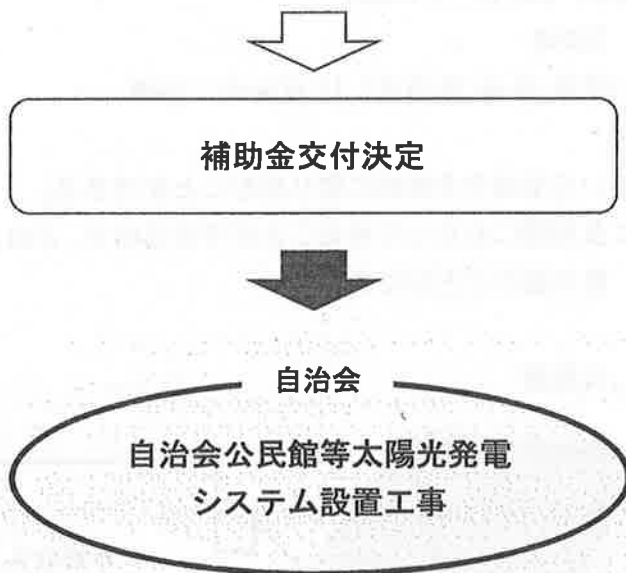 補助金交付決定
自治会
自治会公民館等太陽光発電
システム設置工事